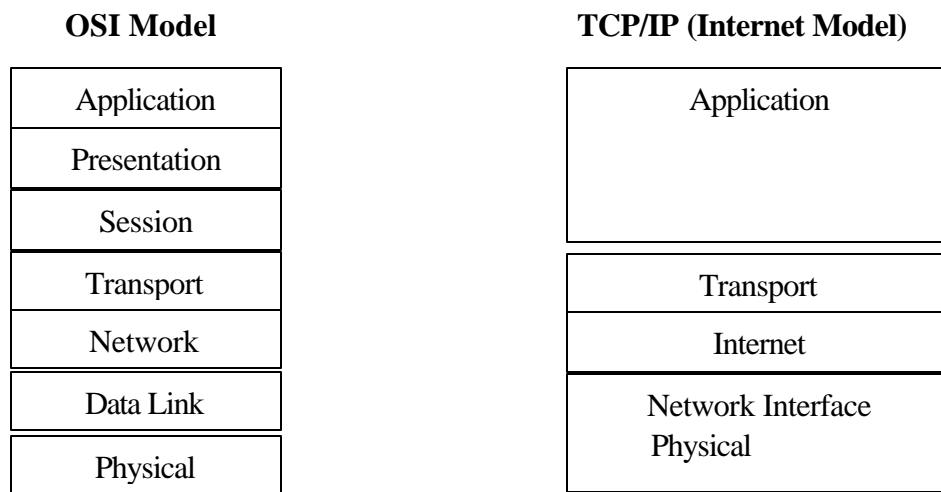 OSI Model
Application
Presentation
Session
Transport
Network
Data Link
Physical
TCP/IP (Internet Model)
Application
Transport
Internet
Network Interface
Physical